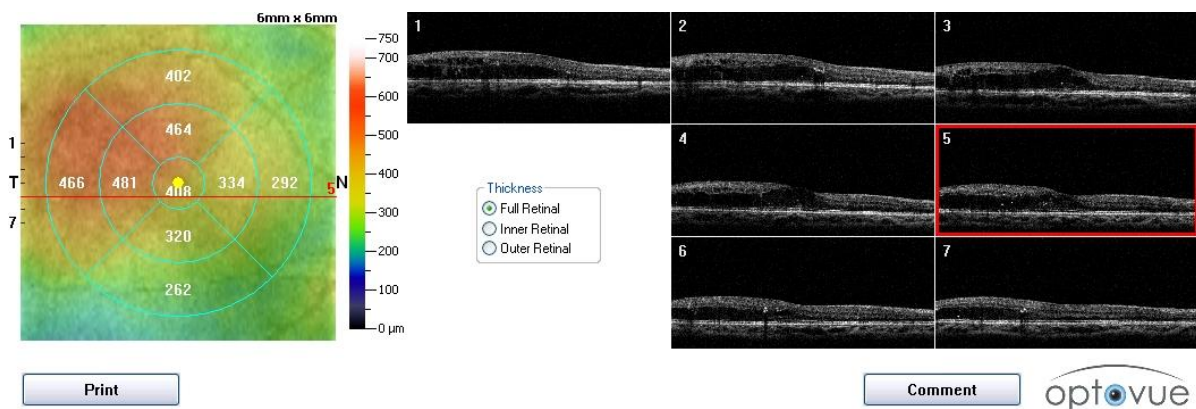 6mm x 6mm
402
464
466 481 408 334 292
320
262
1
T
7
5 N
750
700
600
500
400
300
200
100
0 µm
Thickness
Full Retinal
Inner Retinal
Outer Retinal
1
2
3
4
5
6
7
Print
Comment
optovue